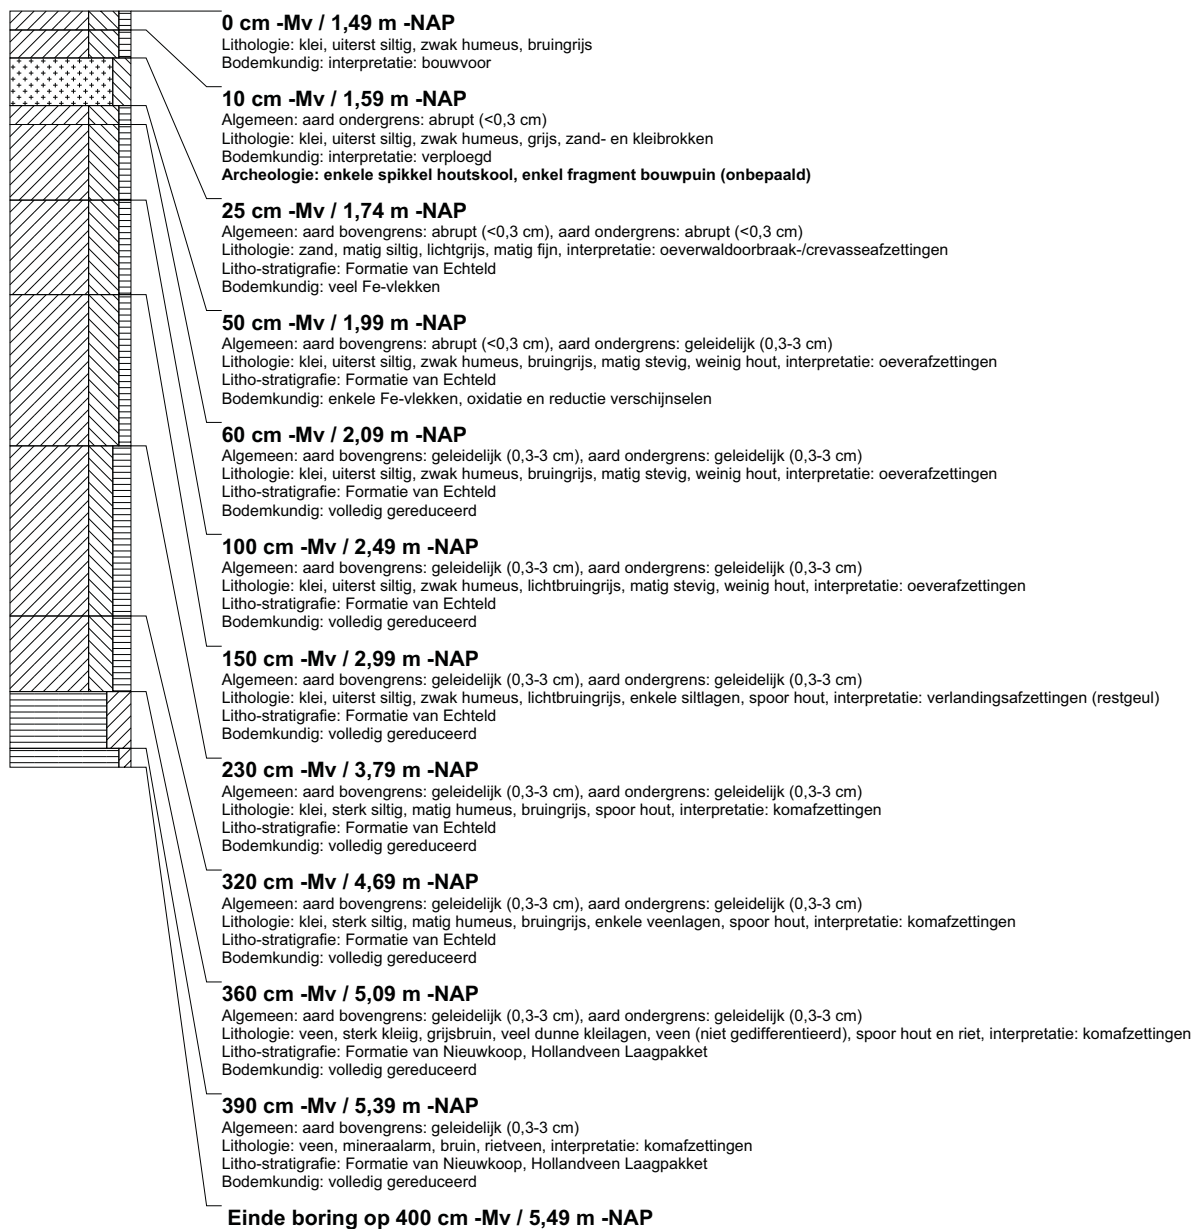 0 cm -Mv / 1,49 m -NAP
Lithologie: klei, uiterst siltig, zwak humeus, bruingrijs
Bodemkundig: interpretatie: bouwvoor
10 cm -Mv / 1,59 m -NAP
Algemeen: aard ondergrens: abrupt (<0,3 cm)
Lithologie: klei, uiterst siltig, zwak humeus, grijs, zand- en kleibrokken
Bodemkundig: interpretatie: verploegd
Archeologie: enkele spikkel houtskool, enkel fragment bouwpuin (onbepaald)
25 cm -Mv / 1,74 m -NAP
Algemeen: aard bovengrens: abrupt (<0,3 cm), aard ondergrens: abrupt (<0,3 cm)
Lithologie: zand, matig siltig, lichtgrijs, matig fijn, interpretatie: oeverwaldoorbraak-/crevasseafzettingen
Litho-stratigrafie: Formatie van Echteld
Bodemkundig: veel Fe-vlekken
50 cm -Mv / 1,99 m -NAP
Algemeen: aard bovengrens: abrupt (<0,3 cm), aard ondergrens: geleidelijk (0,3-3 cm)
Lithologie: klei, uiterst siltig, zwak humeus, bruingrijs, matig stevig, weinig hout, interpretatie: oeverafzettingen
Litho-stratigrafie: Formatie van Echteld
Bodemkundig: enkele Fe-vlekken, oxidatie en reductie verschijnselen
60 cm -Mv / 2,09 m -NAP
Algemeen: aard bovengrens: geleidelijk (0,3-3 cm), aard ondergrens: geleidelijk (0,3-3 cm)
Lithologie: klei, uiterst siltig, zwak humeus, bruingrijs, matig stevig, weinig hout, interpretatie: oeverafzettingen
Litho-stratigrafie: Formatie van Echteld
Bodemkundig: volledig gereduceerd
100 cm -Mv / 2,49 m -NAP
Algemeen: aard bovengrens: geleidelijk (0,3-3 cm), aard ondergrens: geleidelijk (0,3-3 cm)
Lithologie: klei, uiterst siltig, zwak humeus, lichtbruingrijs, matig stevig, weinig hout, interpretatie: oeverafzettingen
Litho-stratigrafie: Formatie van Echteld
Bodemkundig: volledig gereduceerd
150 cm -Mv / 2,99 m -NAP
Algemeen: aard bovengrens: geleidelijk (0,3-3 cm), aard ondergrens: geleidelijk (0,3-3 cm)
Lithologie: klei, uiterst siltig, zwak humeus, lichtbruingrijs, enkele siltlagen, spoor hout, interpretatie: verlandingsafzettingen (restgeul)
Litho-stratigrafie: Formatie van Echteld
Bodemkundig: volledig gereduceerd
230 cm -Mv / 3,79 m -NAP
Algemeen: aard bovengrens: geleidelijk (0,3-3 cm), aard ondergrens: geleidelijk (0,3-3 cm)
Lithologie: klei, sterk siltig, matig humeus, bruingrijs, spoor hout, interpretatie: komafzettingen
Litho-stratigrafie: Formatie van Echteld
Bodemkundig: volledig gereduceerd
320 cm -Mv / 4,69 m -NAP
Algemeen: aard bovengrens: geleidelijk (0,3-3 cm), aard ondergrens: geleidelijk (0,3-3 cm)
Lithologie: klei, sterk siltig, matig humeus, bruingrijs, enkele veenlagen, spoor hout, interpretatie: komafzettingen
Litho-stratigrafie: Formatie van Echteld
Bodemkundig: volledig gereduceerd
360 cm -Mv / 5,09 m -NAP
Algemeen: aard bovengrens: geleidelijk (0,3-3 cm), aard ondergrens: geleidelijk (0,3-3 cm)
Lithologie: veen, sterk kleiig, grijsbruin, veel dunne kleilagen, veen (niet gedifferentieerd), spoor hout en riet, interpretatie: komafzettingen
Litho-stratigrafie: Formatie van Nieuwkoop, Hollandveen Laagpakket
Bodemkundig: volledig gereduceerd
390 cm -Mv / 5,39 m -NAP
Algemeen: aard bovengrens: geleidelijk (0,3-3 cm)
Lithologie: veen, mineraalarm, bruin, rietveen, interpretatie: komafzettingen
Litho-stratigrafie: Formatie van Nieuwkoop, Hollandveen Laagpakket
Bodemkundig: volledig gereduceerd
Einde boring op 400 cm -Mv / 5,49 m -NAP